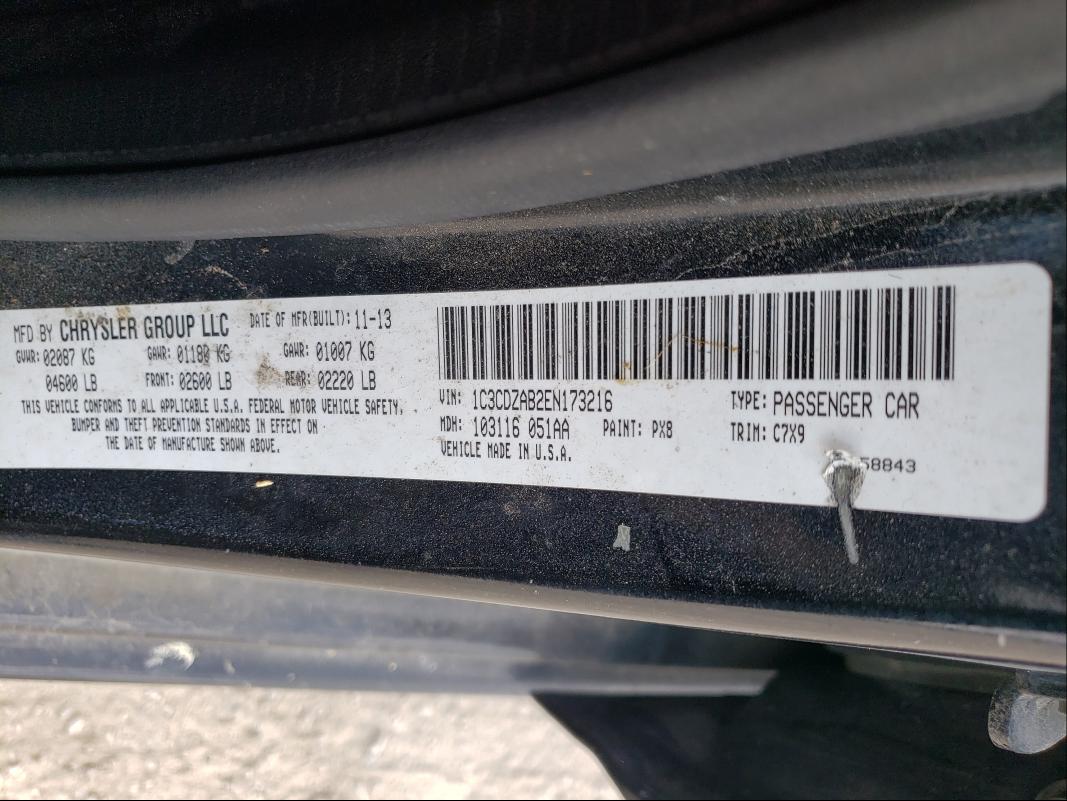 MFD BY CHRYSLER GROUP LLC DATE OF MFR(BUILT): 11-13
GVWR: 02087 KG GAWR: 01180 KG GAWR: 01007 KG
04600 LB FRONT: 02600 LB REAR: 02220 LB
THIS VEHICLE CONFORMS TO ALL APPLICABLE U.S.A. FEDERAL MOTOR VEHICLE SAFETY,
BUMPER AND THEFT PREVENTION STANDARDS IN EFFECT ON
THE DATE OF MANUFACTURE SHOWN ABOVE.
VIN: 1C3CDZAB2EN173216 TYPE: PASSENGER CAR
MDH: 103116 051AA PAINT: PX8 TRIM: C7X9
VEHICLE MADE IN U.S.A.
58843